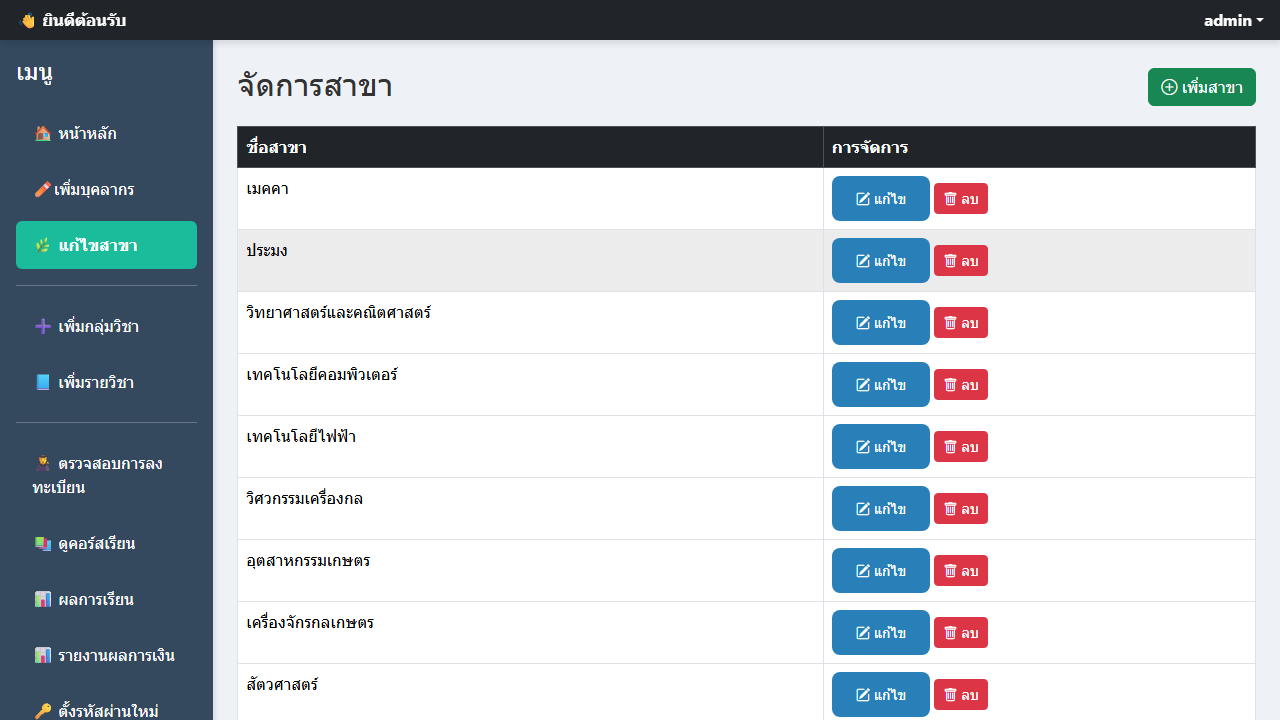 👋 ยินดีต้อนรับ
admin
เมนู
🏠 หน้าหลัก
เพิ่มบุคลากร
🌿 แก้ไขสาขา
➕ เพิ่มกลุ่มวิชา
📘 เพิ่มรายวิชา
ตรวจสอบการลง
ทะเบียน
📚 ดูคอร์สเรียน
📊 ผลการเรียน
📊 รายงานผลการเงิน
🔑 ตั้งรหัสผ่านใหม่
จัดการสาขา
เพิ่มสาขา
ชื่อสาขา การจัดการ
เมคคา แก้ไข ลบ
ประมง แก้ไข ลบ
วิทยาศาสตร์และคณิตศาสตร์ แก้ไข ลบ
เทคโนโลยีคอมพิวเตอร์ แก้ไข ลบ
เทคโนโลยีไฟฟ้า แก้ไข ลบ
วิศวกรรมเครื่องกล แก้ไข ลบ
อุตสาหกรรมเกษตร แก้ไข ลบ
เครื่องจักรกลเกษตร แก้ไข ลบ
สัตวศาสตร์ แก้ไข ลบ